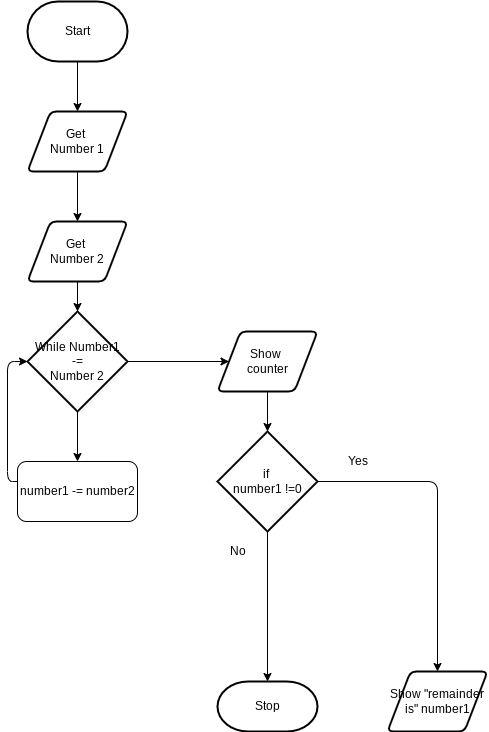 Start
Get
Number 1
Get
Number 2
While Number1
-=
Number 2
Show
counter
number1 -= number2
if
number1 !=0
Yes
No
Stop
Show "remainder
is" number1